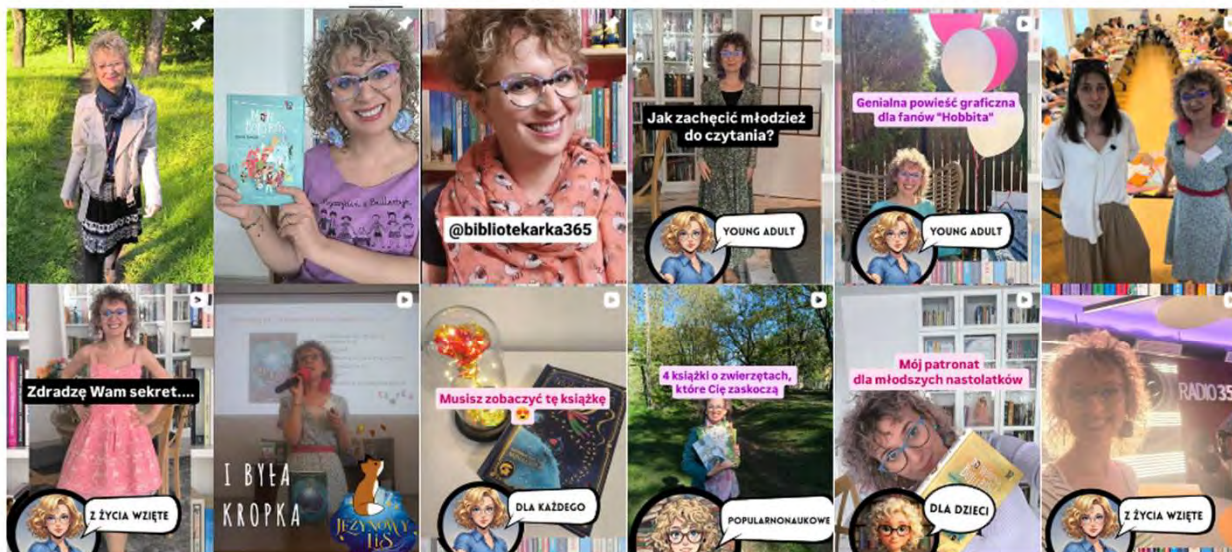 @bibliotekarka365
Jak zachęcić młodzież
do czytania?
YOUNG ADULT
Genialna powieść graficzna
dla fanów "Hobbita"
YOUNG ADULT
Zdradzę Wam sekret....
Z ŻYCIA WZIĘTE
I BYŁA
KROPKA
JEŻYNOWY
LIS
Musisz zobaczyć tę książkę
😍
DLA KAŻDEGO
4 książki o zwierzętach,
które Cię zaskoczą
POPULARNONAUKOWE
Mój patronat
dla młodszych nastolatków
DLA DZIECI
RADIO 35
Z ŻYCIA WZIĘTE